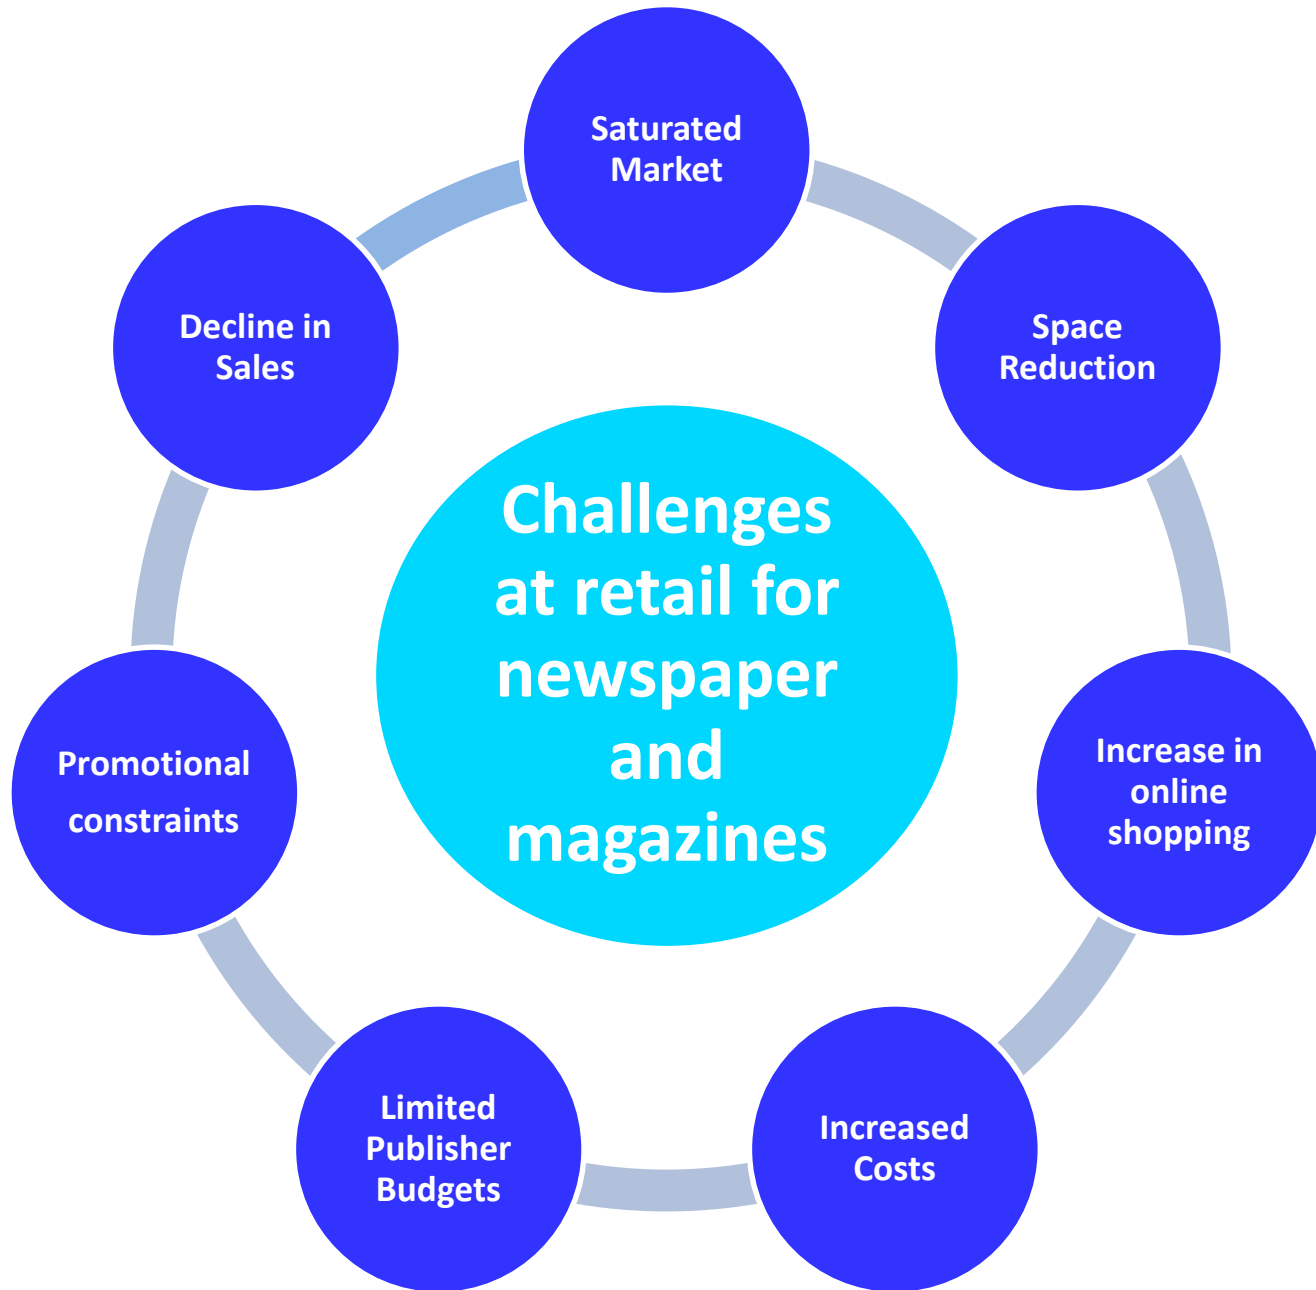 Saturated
Market
Space
Reduction
Increase in
online
shopping
Increased
Costs
Limited
Publisher
Budgets
Promotional
constraints
Decline in
Sales
Challenges
at retail for
newspaper
and
magazines